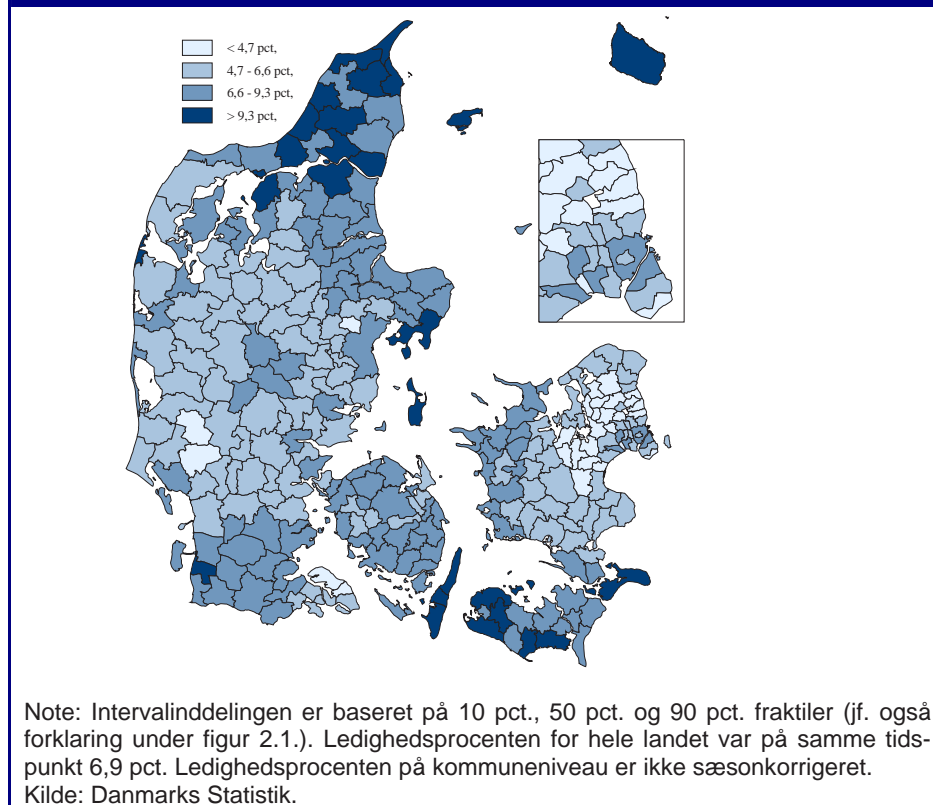 < 4,7 pct,
4,7 - 6,6 pct,
6,6 - 9,3 pct,
> 9,3 pct,
Note: Intervalinddelingen er baseret på 10 pct., 50 pct. og 90 pct. fraktiler (jf. også
forklaring under figur 2.1.). Ledighedsprocenten for hele landet var på samme tids-
punkt 6,9 pct. Ledighedsprocenten på kommuneniveau er ikke sæsonkorrigeret.
Kilde: Danmarks Statistik.